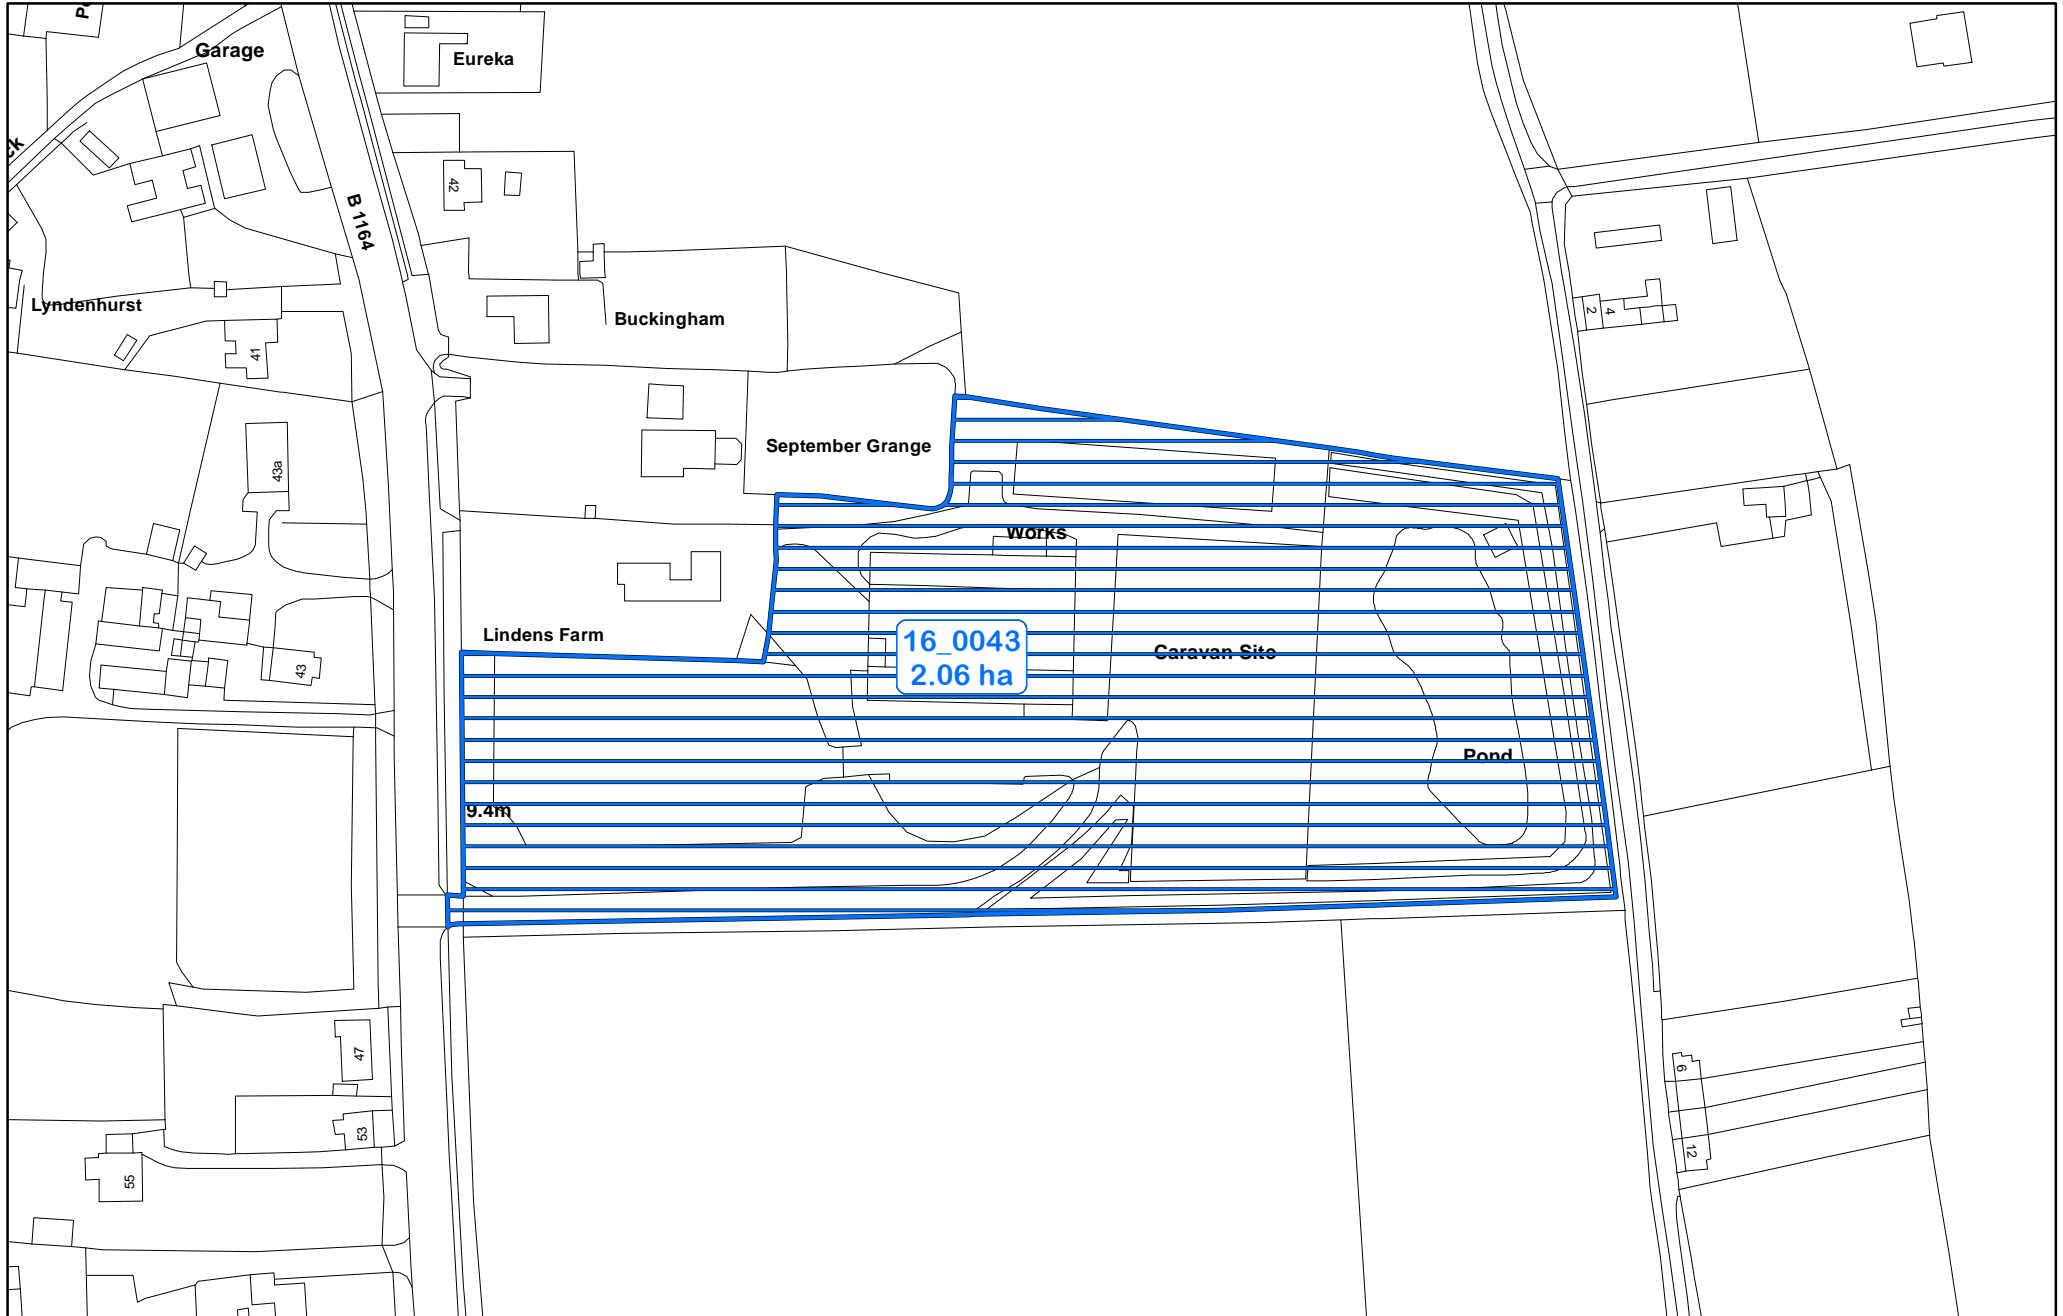 Garage
Eureka
B 1164
42
Lyndenhurst
Buckingham
41
2
4
September Grange
43a
Works
Lindens Farm
16_0043
2.06 ha
Caravan Site
43
Pond
9.4m
47
6
53
12
55